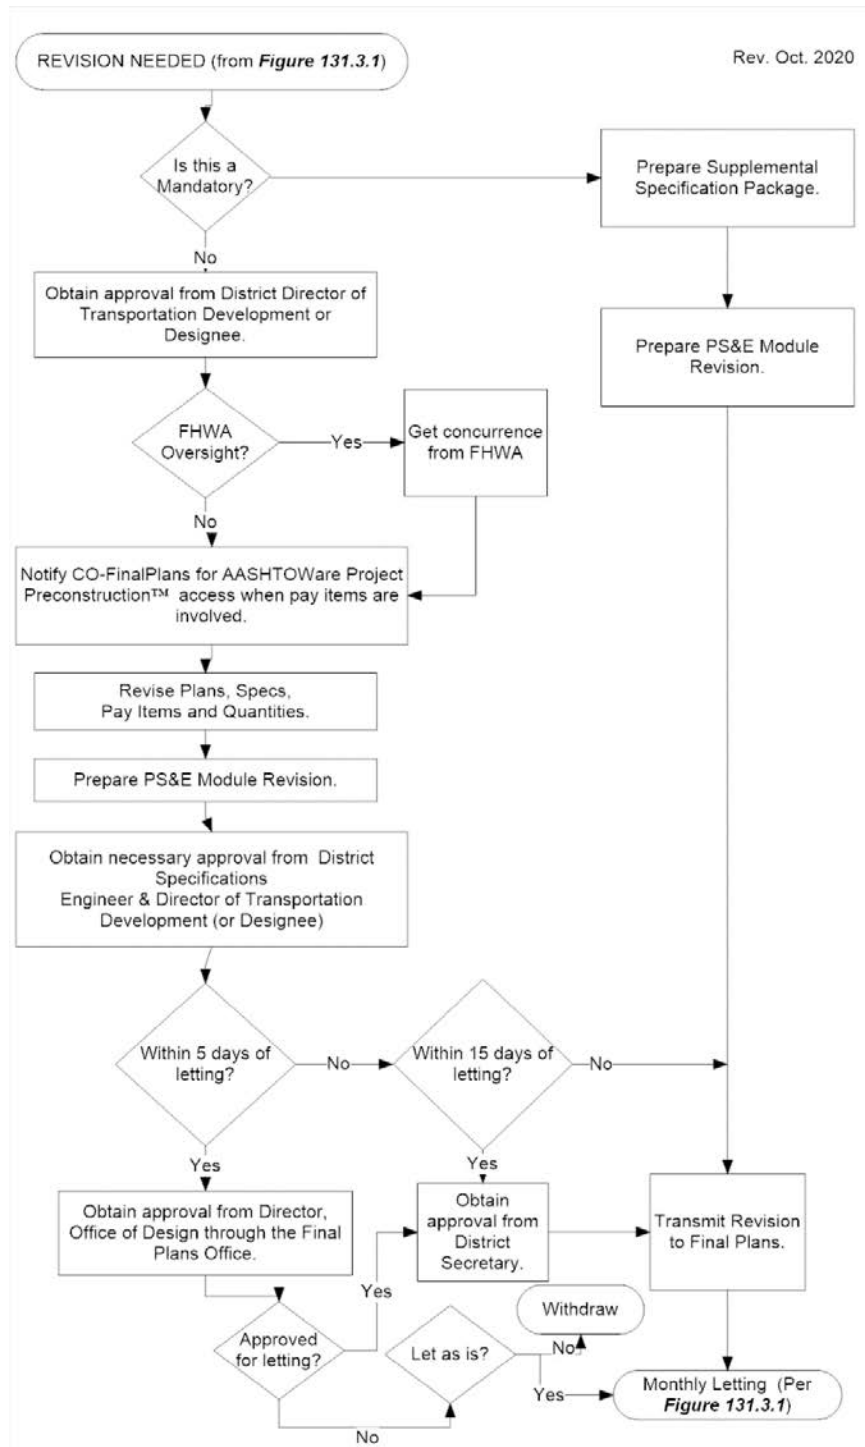 REVISION NEEDED (from Figure 131.3.1)
Rev. Oct. 2020
Is this a
Mandatory?
Prepare Supplemental
Specification Package.
No
Obtain approval from District Director of
Transportation Development or
Designee.
Prepare PS&E Module
Revision.
FHWA
Oversight?
Yes
Get concurrence
from FHWA
No
Notify CO-FinalPlans for AASHTOWare Project
Preconstruction™ access when pay items are
involved.
Revise Plans, Specs,
Pay Items and Quantities.
Prepare PS&E Module Revision.
Obtain necessary approval from District
Specifications
Engineer & Director of Transportation
Development (or Designee)
Within 5 days of
letting?
No
Within 15 days of
letting?
No
Yes
Yes
Obtain approval from Director,
Office of Design through the Final
Plans Office.
Obtain
approval from
District
Secretary.
Transmit Revision
to Final Plans.
Yes
Withdraw
Approved
for letting?
Let as is?
No
Yes
Monthly Letting (Per
Figure 131.3.1)
No